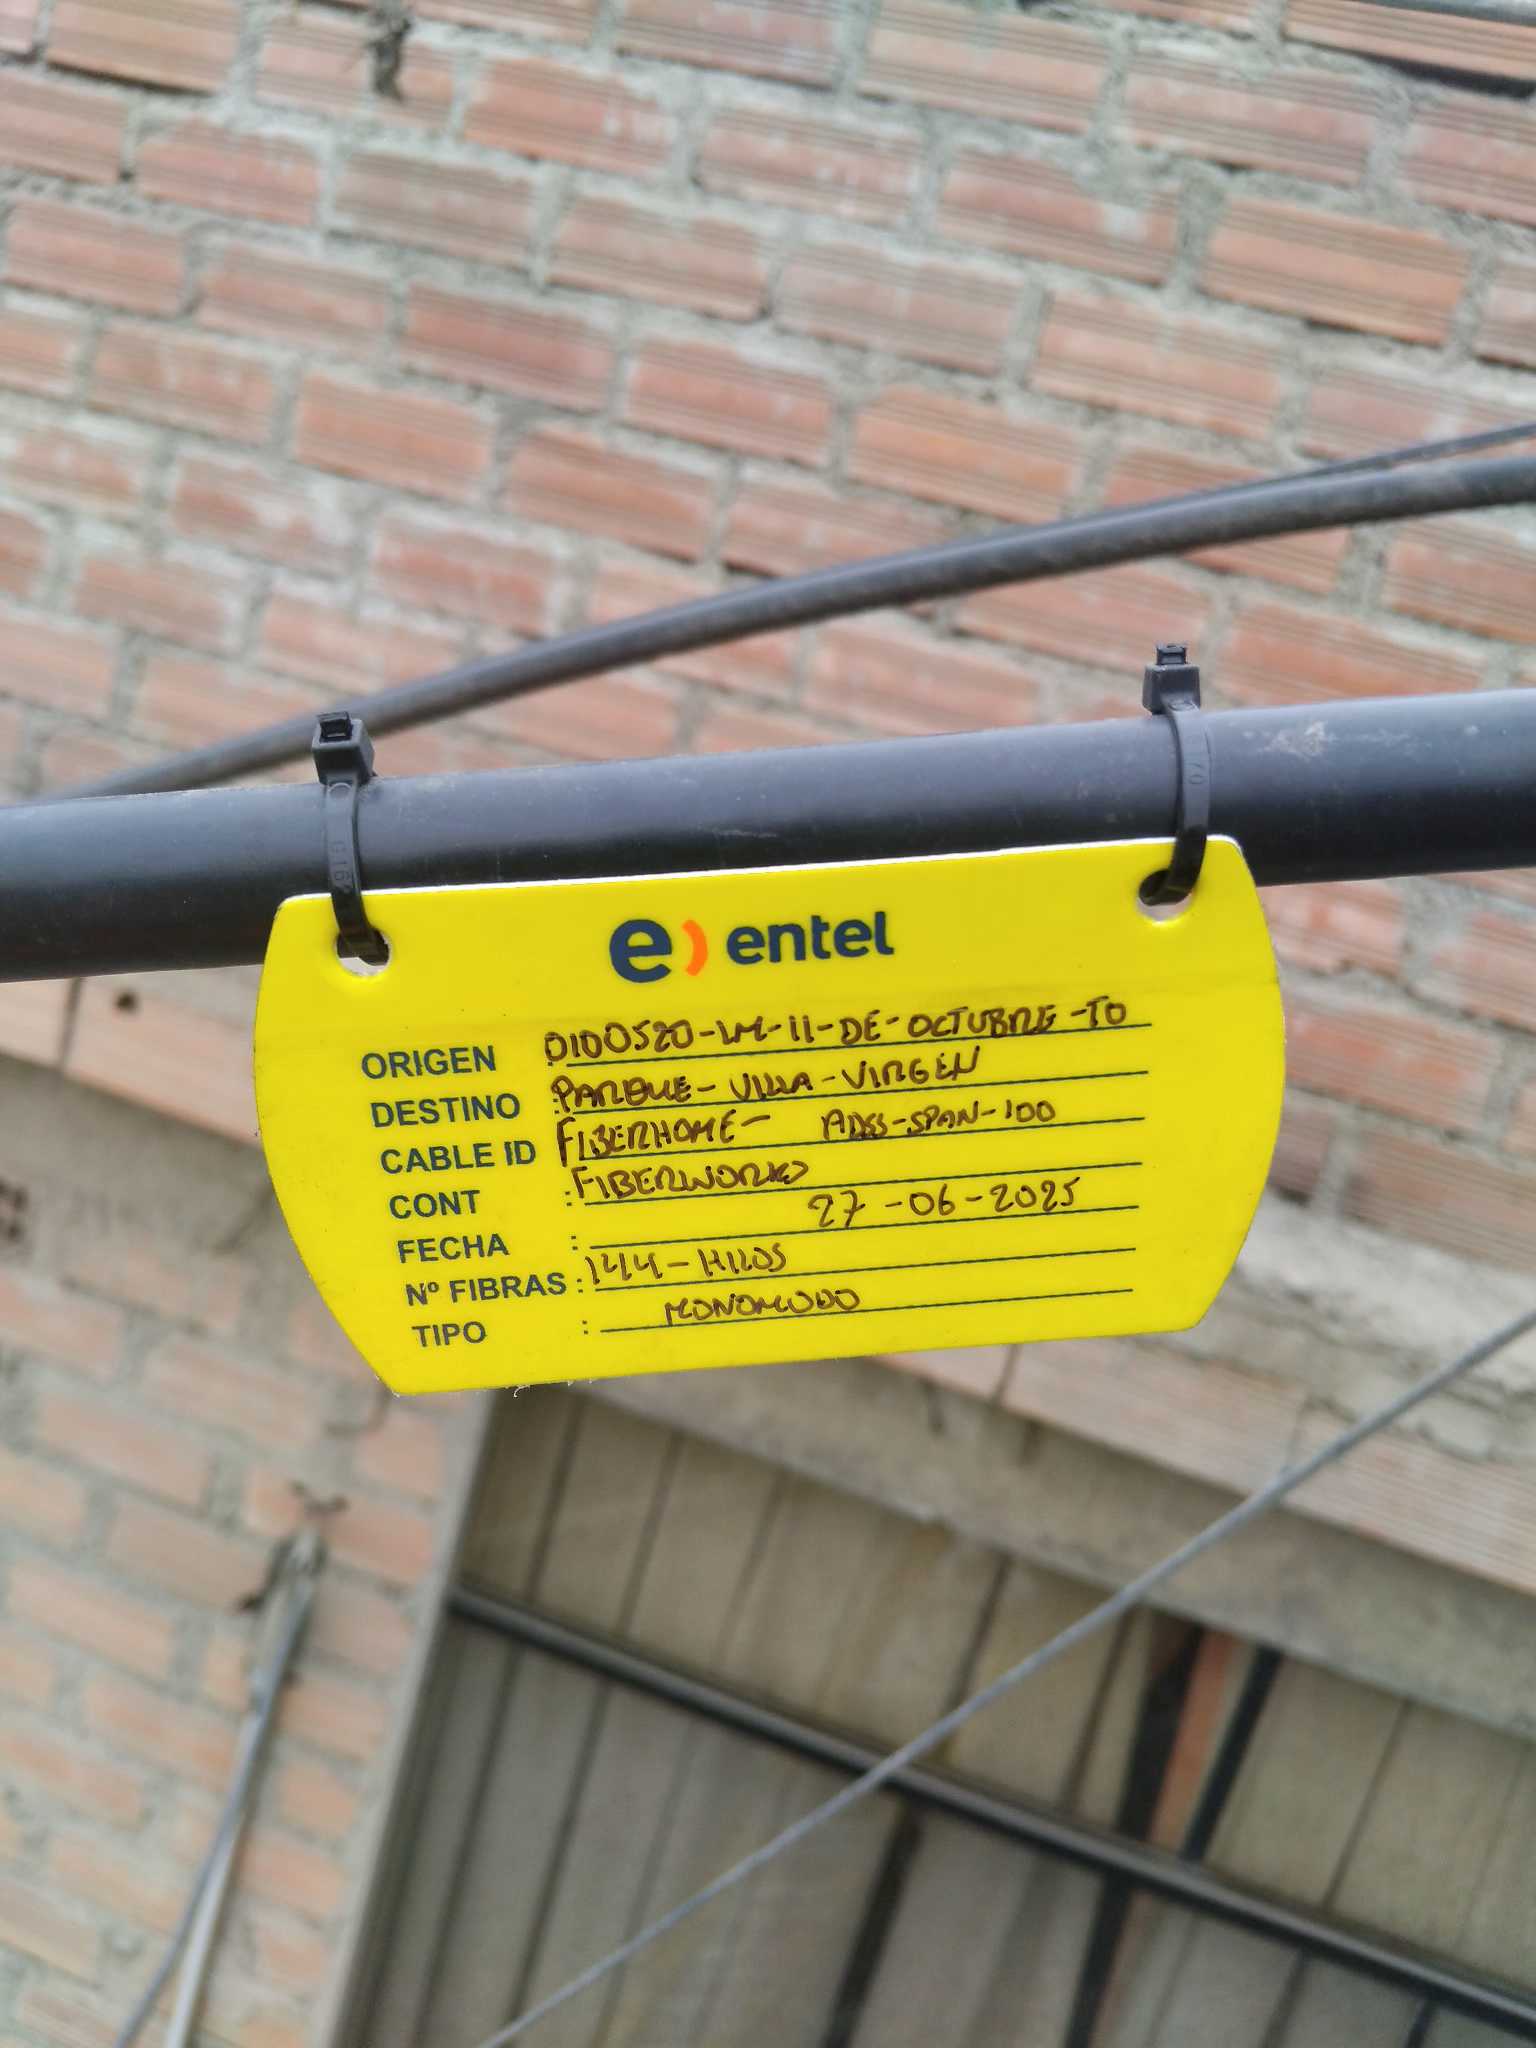 e) entel
ORIGEN : 0100520-LM-11-DE-OCTUBRE-TO
DESTINO : PARQUE-VILLA-VIRGEN
CABLE ID FIBERHOME- ADSS-SPAN-100
CONT : FIBERWORKS
FECHA : 27-06-2025
Nº FIBRAS : 144-HILOS
TIPO : MONOMODO